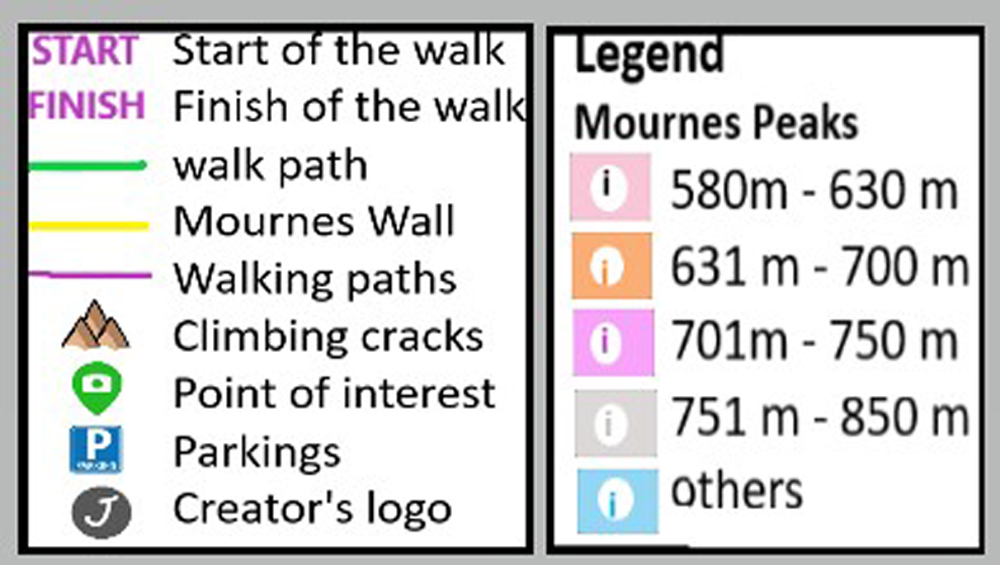 START Start of the walk
FINISH Finish of the walk
walk path
Mournes Wall
Walking paths
Climbing cracks
Point of interest
P Parkings
PARKING
J Creator's logo
Legend
Mournes Peaks
i 580m - 630 m
i 631 m - 700 m
i 701m - 750 m
i 751 m - 850 m
i others